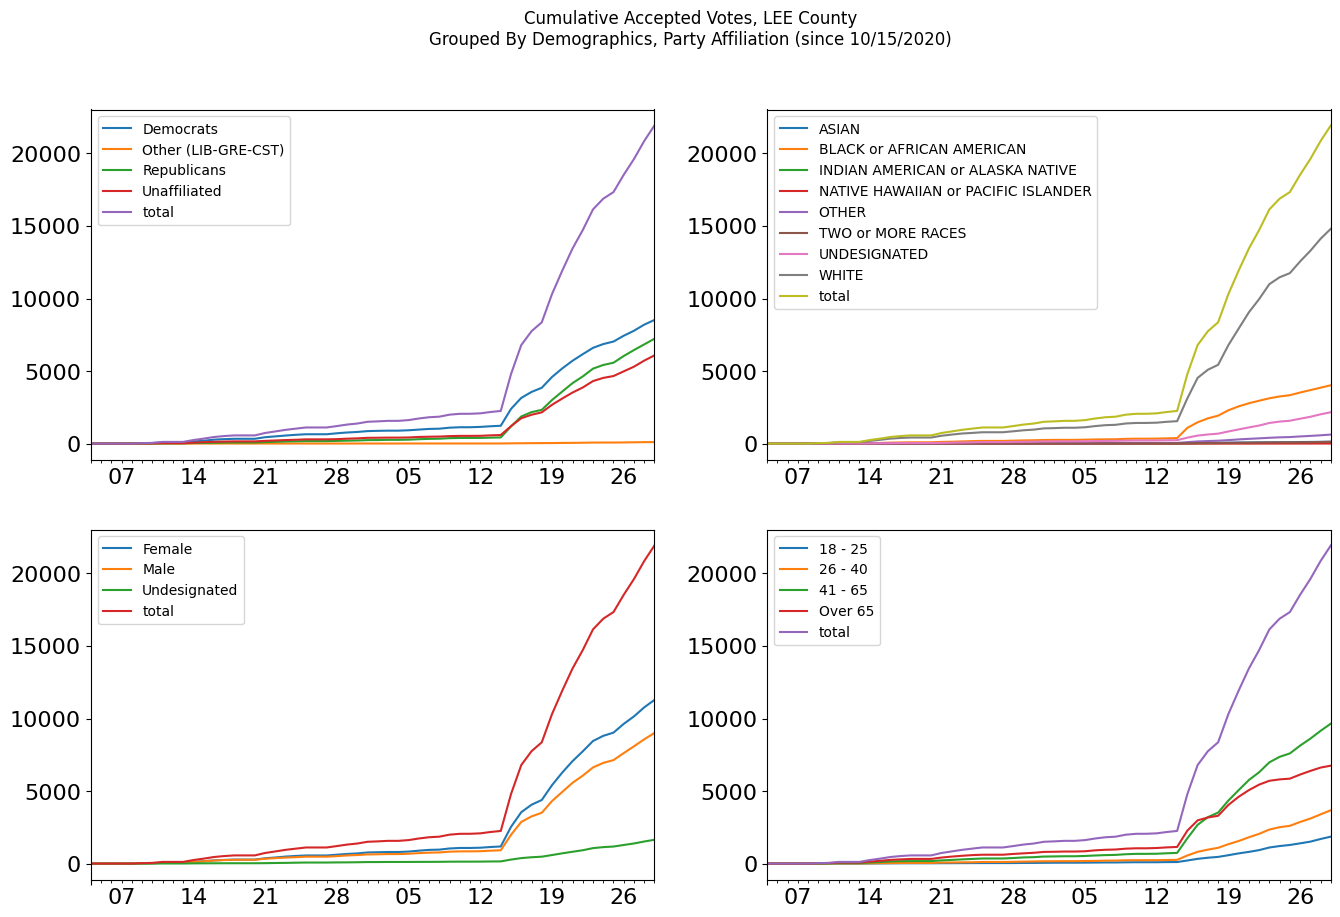 Cumulative Accepted Votes, LEE County
Grouped By Demographics, Party Affiliation (since 10/15/2020)
Democrats
Other (LIB-GRE-CST)
Republicans
Unaffiliated
total
20000
15000
10000
5000
0
07 14 21 28 05 12 19 26
ASIAN
BLACK or AFRICAN AMERICAN
INDIAN AMERICAN or ALASKA NATIVE
NATIVE HAWAIIAN or PACIFIC ISLANDER
OTHER
TWO or MORE RACES
UNDESIGNATED
WHITE
total
20000
15000
10000
5000
0
07 14 21 28 05 12 19 26
Female
Male
Undesignated
total
20000
15000
10000
5000
0
07 14 21 28 05 12 19 26
18 - 25
26 - 40
41 - 65
Over 65
total
20000
15000
10000
5000
0
07 14 21 28 05 12 19 26